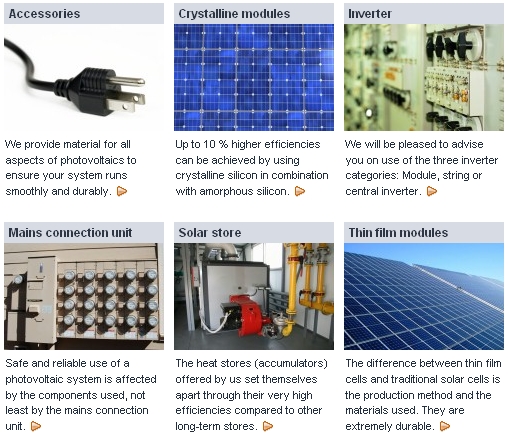 Accessories
Crystalline modules
Inverter
We provide material for all
aspects of photovoltaics to
ensure your system runs
smoothly and durably.
Up to 10 % higher efficiencies
can be achieved by using
crystalline silicon in combination
with amorphous silicon.
We will be pleased to advise
you on use of the three inverter
categories: Module, string or
central inverter.
Mains connection unit
Solar store
Thin film modules
Safe and reliable use of a
photovoltaic system is affected
by the components used, not
least by the mains connection
unit.
The heat stores (accumulators)
offered by us set themselves
apart through their very high
efficiencies compared to other
long-term stores.
The difference between thin film
cells and traditional solar cells is
the production method and the
materials used. They are
extremely durable.